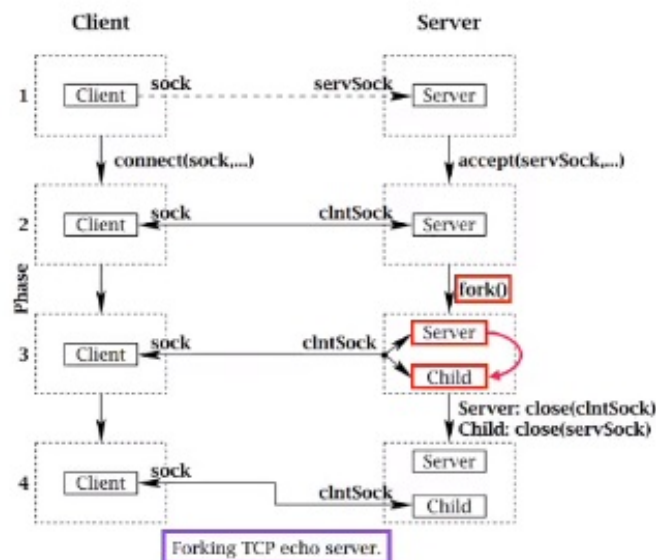 Client Server
1 Client sock servSock Server
connect(sock,...) accept(servSock,...)
2 Client sock clntSock Server
Phase
fork()
3 Client sock clntSock Server
Child
Server: close(clntSock)
Child: close(servSock)
4 Client sock Server
clntSock Child
Forking TCP echo server.